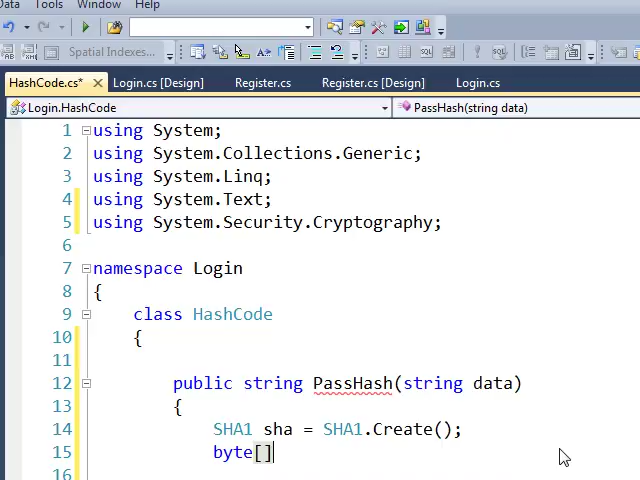 Data Tools Window Help
Spatial Indexes...
HashCode.cs* Login.cs [Design] Register.cs Register.cs [Design] Login.cs
Login.HashCode PassHash(string data)
1 using System;
2 using System.Collections.Generic;
3 using System.Linq;
4 using System.Text;
5 using System.Security.Cryptography;
6
7 namespace Login
8 {
9 class HashCode
10 {
11
12 public string PassHash(string data)
13 {
14 SHA1 sha = SHA1.Create();
15 byte[]
16